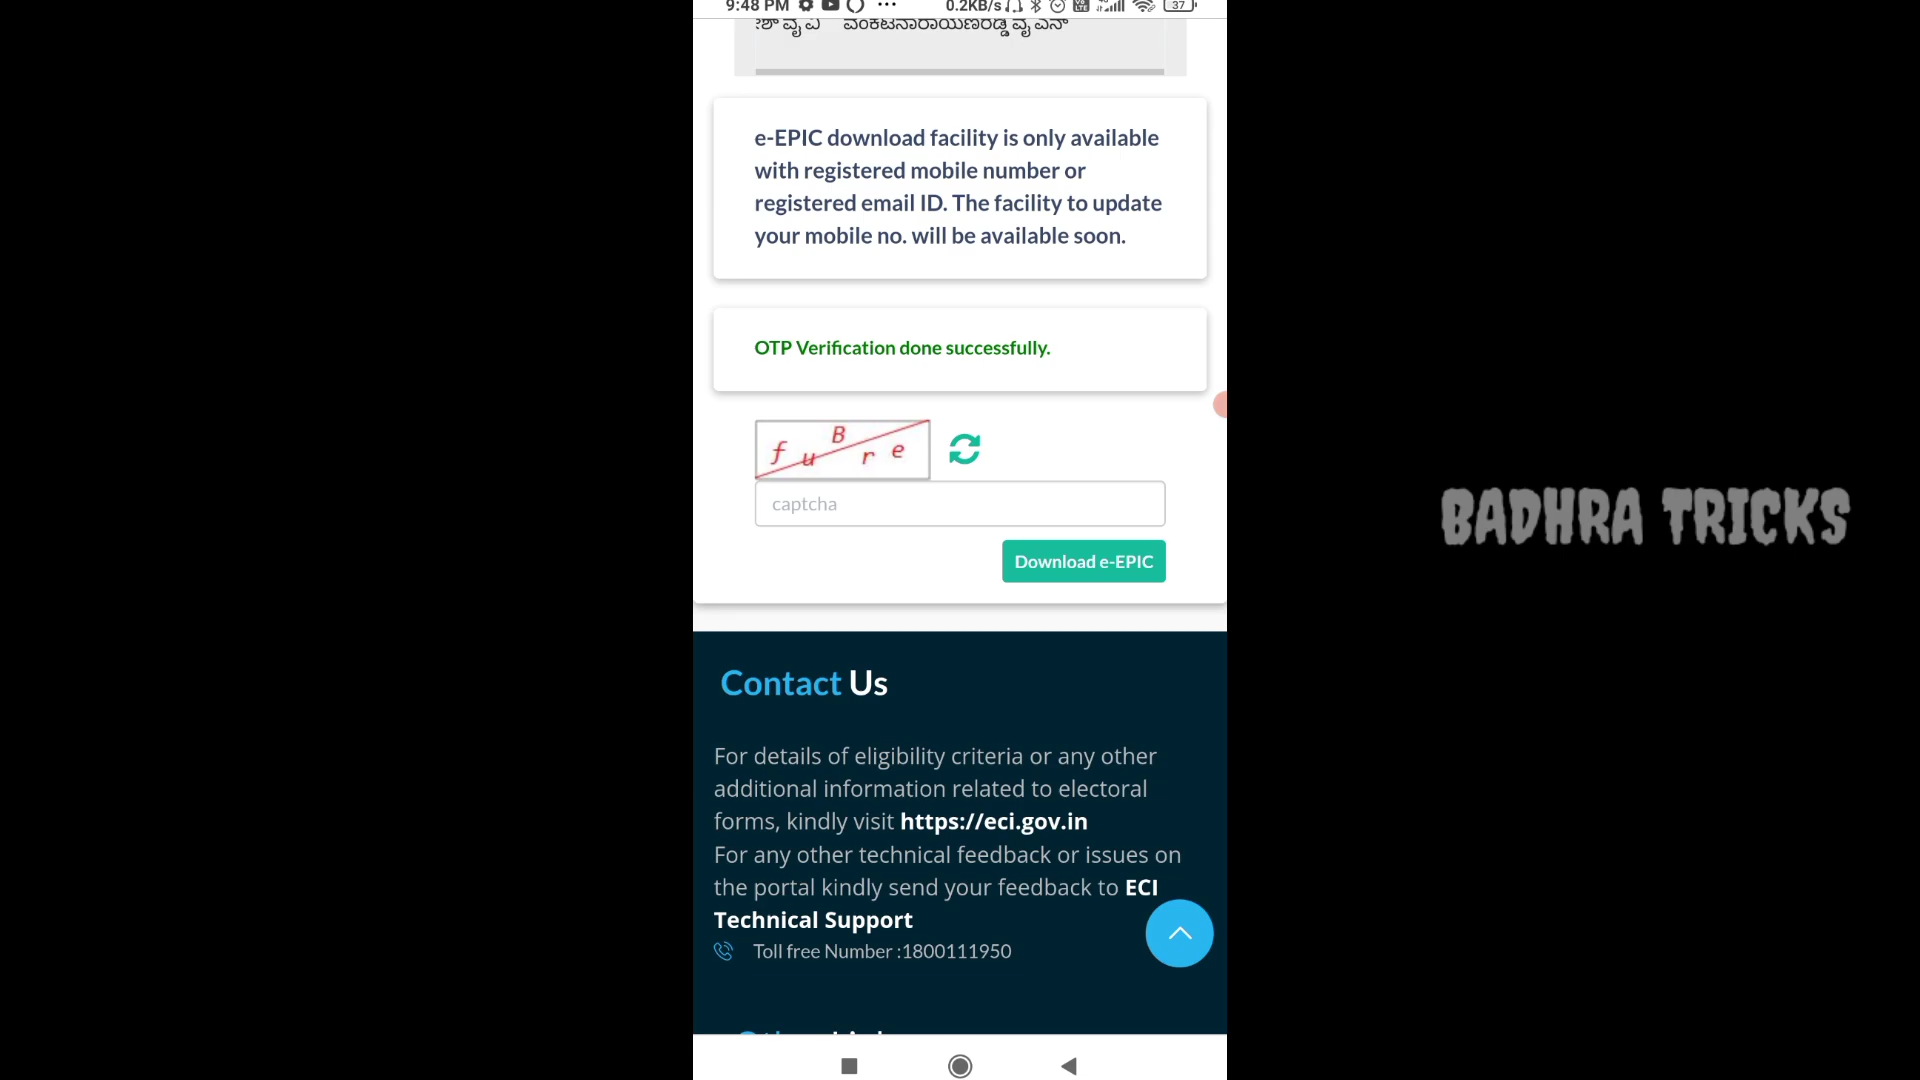 9:48 PM 0.2KB/s 37
ವೈ ಪಿ ವೆಂಕಟನಾರಾಯಣರೆಡ್ಡಿ ವೈ ಎನ್
e-EPIC download facility is only available
with registered mobile number or
registered email ID. The facility to update
your mobile no. will be available soon.
OTP Verification done successfully.
f u B r e
captcha
Download e-EPIC
BADHRA TRICKS
Contact Us
For details of eligibility criteria or any other
additional information related to electoral
forms, kindly visit https://eci.gov.in
For any other technical feedback or issues on
the portal kindly send your feedback to ECI
Technical Support
Toll free Number :1800111950